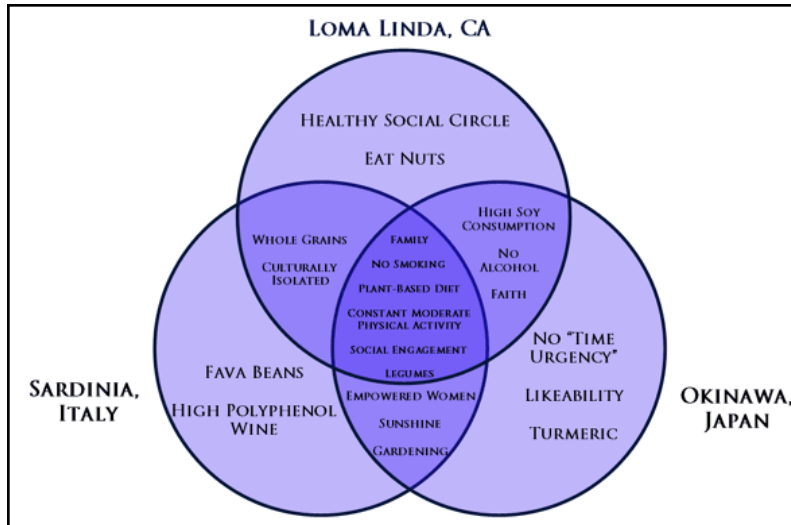 Loma Linda, CA
Healthy Social Circle
Eat Nuts
High Soy
Consumption
No
Alcohol
Faith
Whole Grains
Culturally
Isolated
Family
No Smoking
Plant-Based Diet
Constant Moderate
Physical Activity
Social Engagement
Legumes
Empowered Women
Sunshine
Gardening
Fava Beans
High Polyphenol
Wine
No "Time
Urgency"
Likeability
Turmeric
Sardinia,
Italy
Okinawa,
Japan